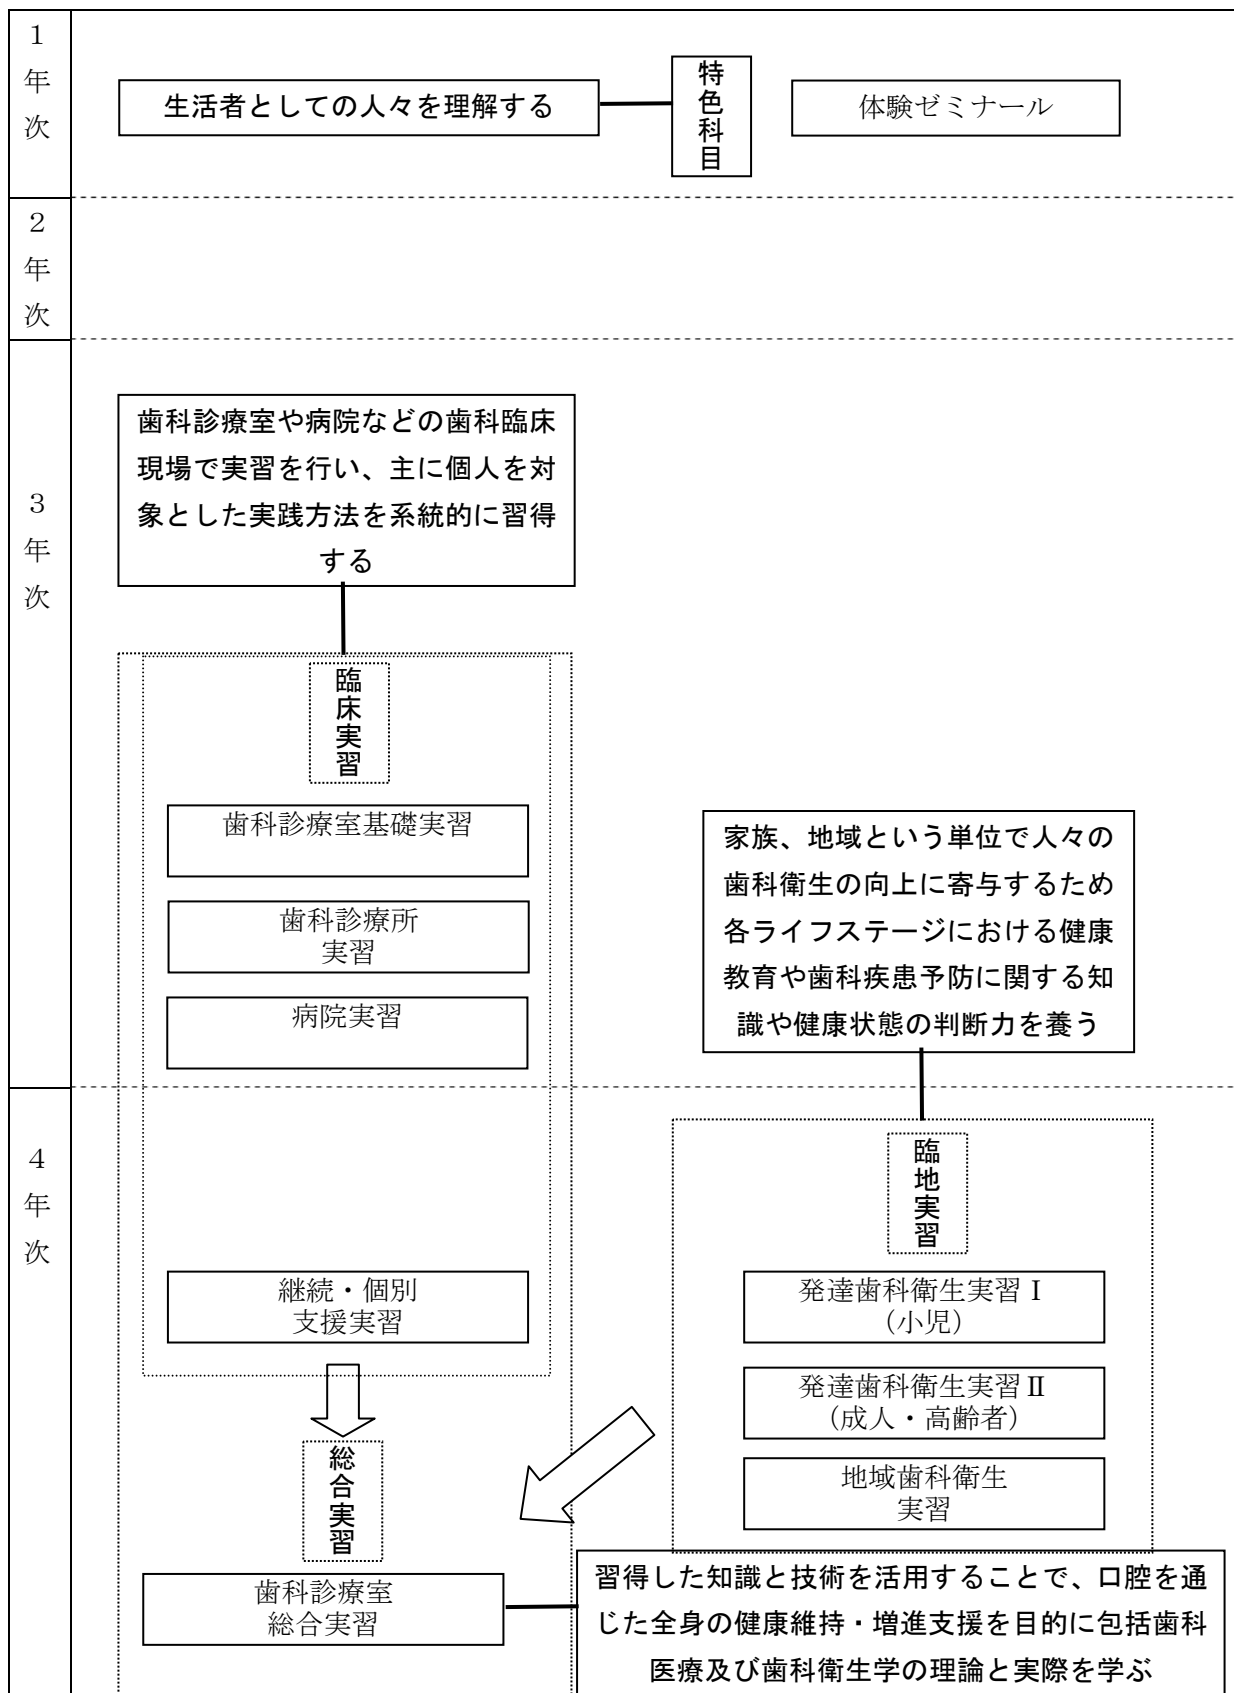 1年次
生活者としての人々を理解する
特色科目
体験ゼミナール
2年次
3年次
歯科診療室や病院などの歯科臨床
現場で実習を行い、主に個人を対
象とした実践方法を系統的に習得
する
臨床実習
歯科診療室基礎実習
歯科診療所
実習
病院実習
家族、地域という単位で人々の
歯科衛生の向上に寄与するため
各ライフステージにおける健康
教育や歯科疾患予防に関する知
識や健康状態の判断力を養う
4年次
臨地実習
継続・個別
支援実習
発達歯科衛生実習Ⅰ
（小児）
発達歯科衛生実習Ⅱ
（成人・高齢者）
地域歯科衛生
実習
総合実習
歯科診療室
総合実習
習得した知識と技術を活用することで、口腔を通
じた全身の健康維持・増進支援を目的に包括歯科
医療及び歯科衛生学の理論と実際を学ぶ